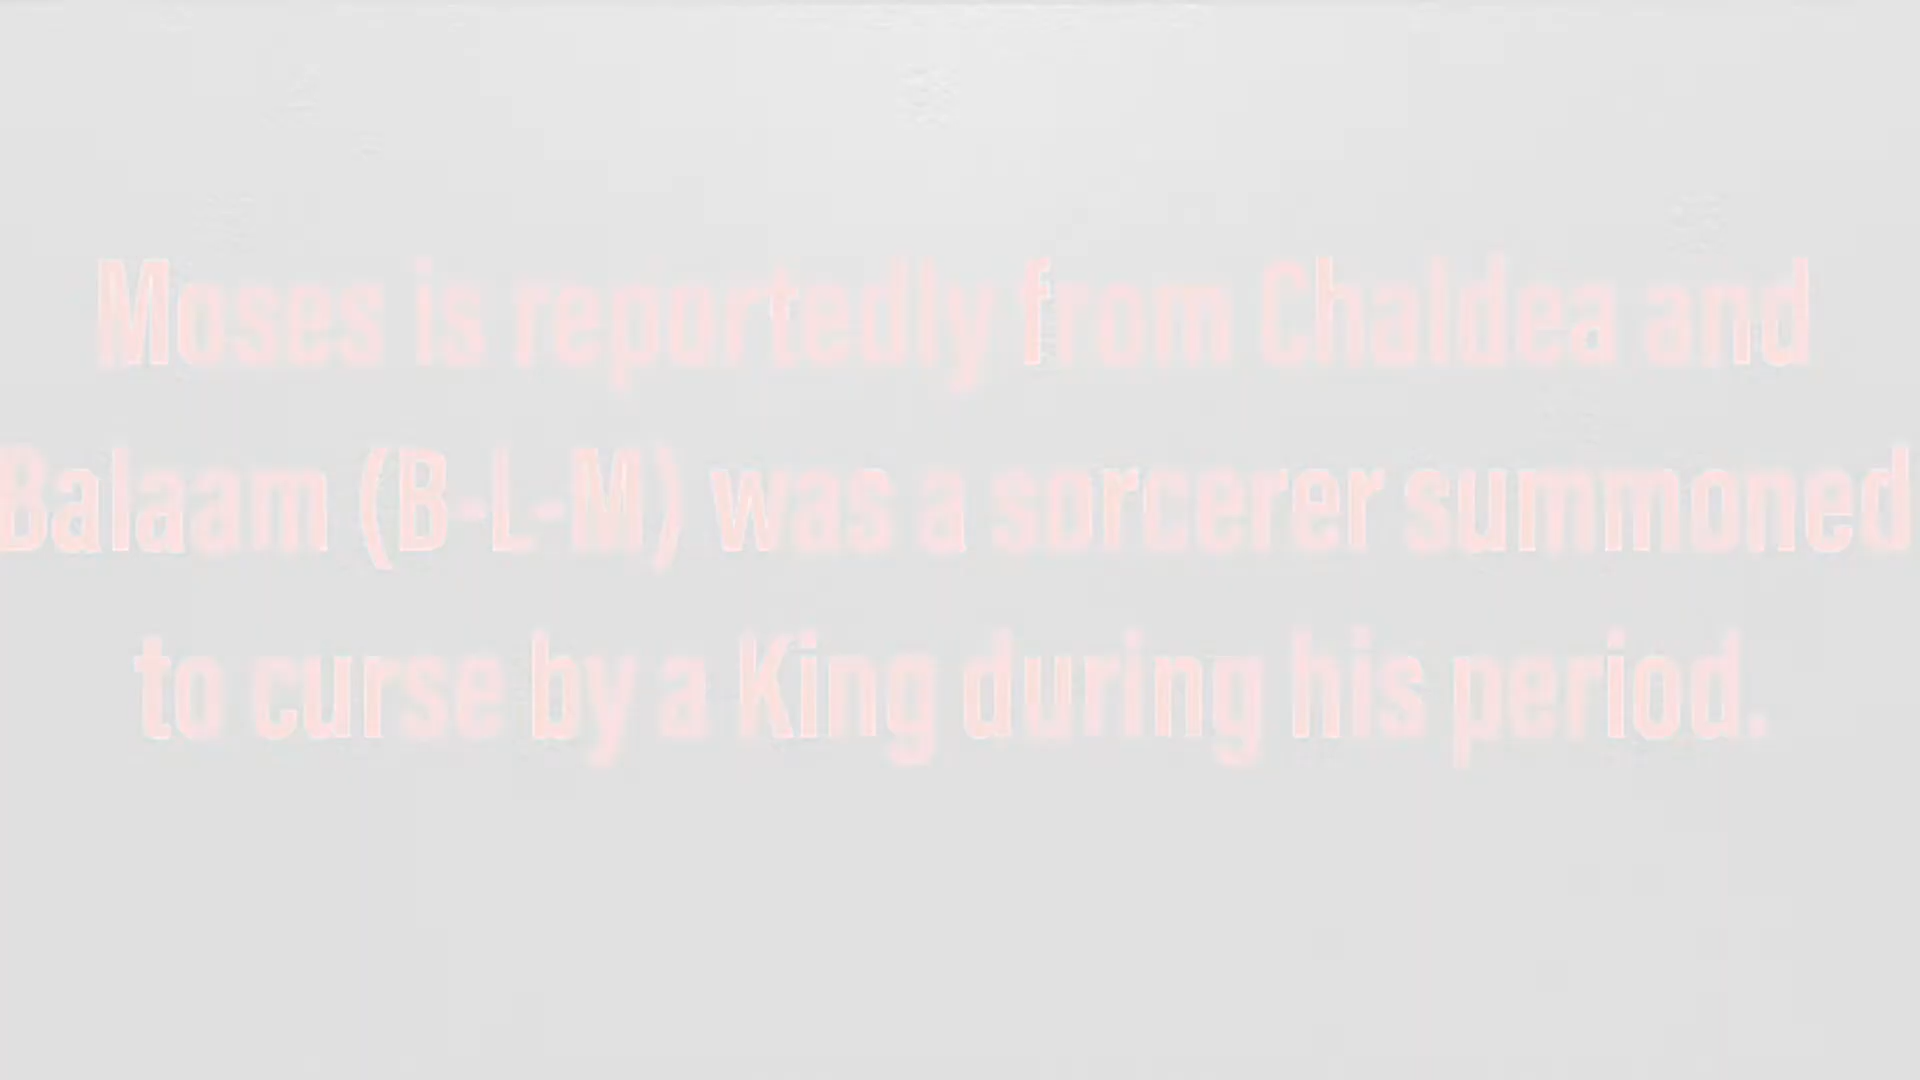 Moses is reportedly from Chaldea and
Balaam (B-L-M) was a sorcerer summoned
to curse by a King during his period.